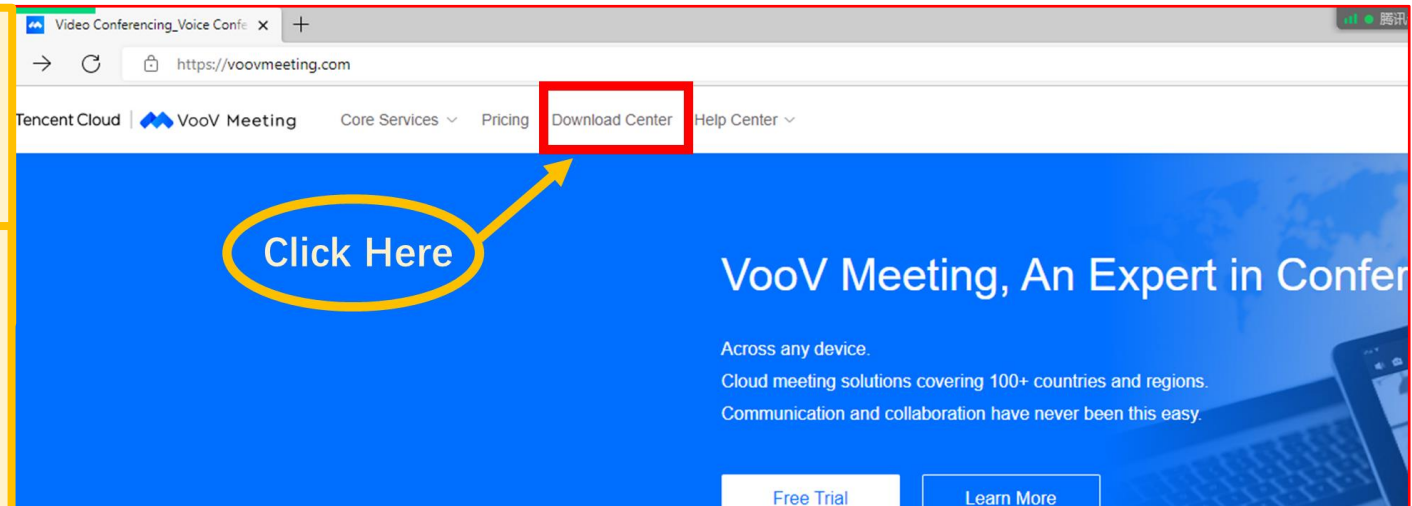 Video Conferencing_Voice Confe
腾讯
https://voovmeeting.com
Tencent Cloud VooV Meeting Core Services Pricing Download Center Help Center
Click Here
VooV Meeting, An Expert in Confer
Across any device.
Cloud meeting solutions covering 100+ countries and regions.
Communication and collaboration have never been this easy.
Free Trial Learn More